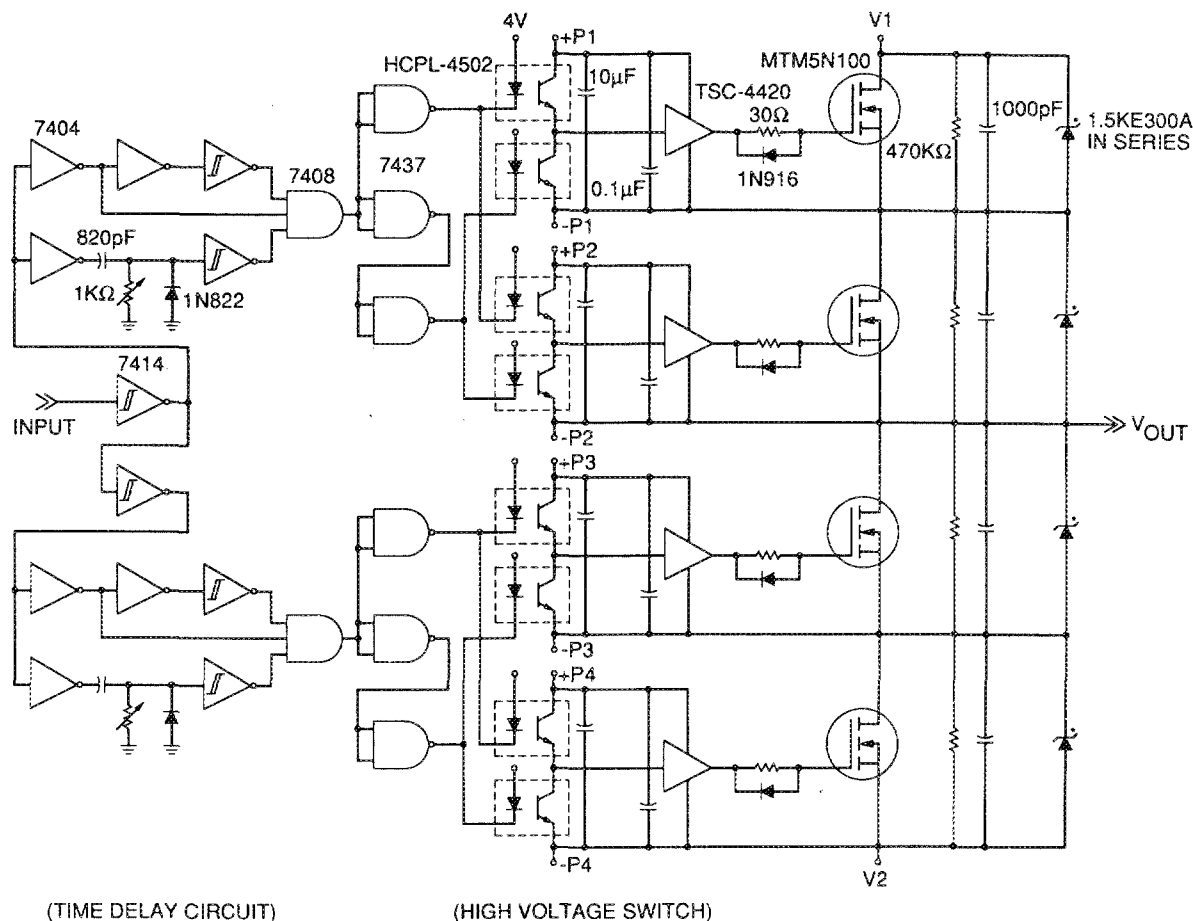 4V
+P1
V1
HCPL-4502
MTM5N100
10μF
TSC-4420
30Ω
1000pF
1.5KE300A
IN SERIES
7404
7408
7437
470KΩ
1N916
0.1μF
-P1
820pF
+P2
1KΩ
1N822
7414
INPUT
-P2
VOUT
+P3
-P3
+P4
-P4
V2
(TIME DELAY CIRCUIT)
(HIGH VOLTAGE SWITCH)